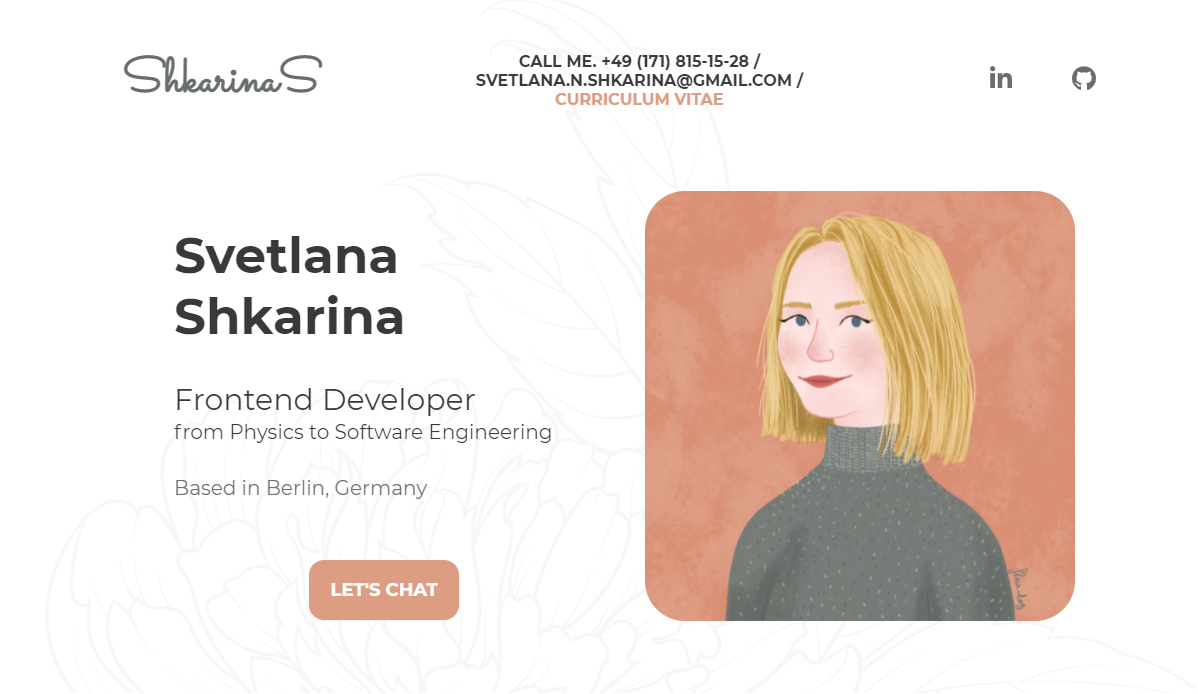 ShkarinaS
CALL ME. +49 (171) 815-15-28 /
SVETLANA.N.SHKARINA@GMAIL.COM /
CURRICULUM VITAE
in
Svetlana
Shkarina
Frontend Developer
from Physics to Software Engineering
Based in Berlin, Germany
LET'S CHAT